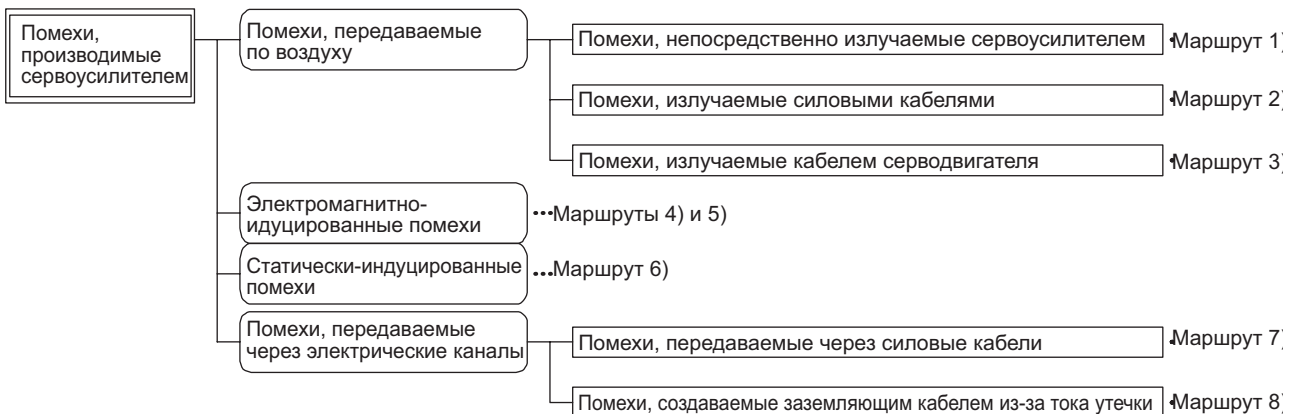 Помехи,
производимые
сервоусилителем
Помехи, передаваемые
по воздуху
Помехи, непосредственно излучаемые сервоусилителем
•Маршрут 1)
Помехи, излучаемые силовыми кабелями
•Маршрут 2)
Помехи, излучаемые кабелем серводвигателя
•Маршрут 3)
Электромагнитно-
идуцированные помехи
•••Маршруты 4) и 5)
Статически-индуцированные
помехи
•••Маршрут 6)
Помехи, передаваемые
через электрические каналы
Помехи, передаваемые через силовые кабели
•Маршрут 7)
Помехи, создаваемые заземляющим кабелем из-за тока утечки
•Маршрут 8)